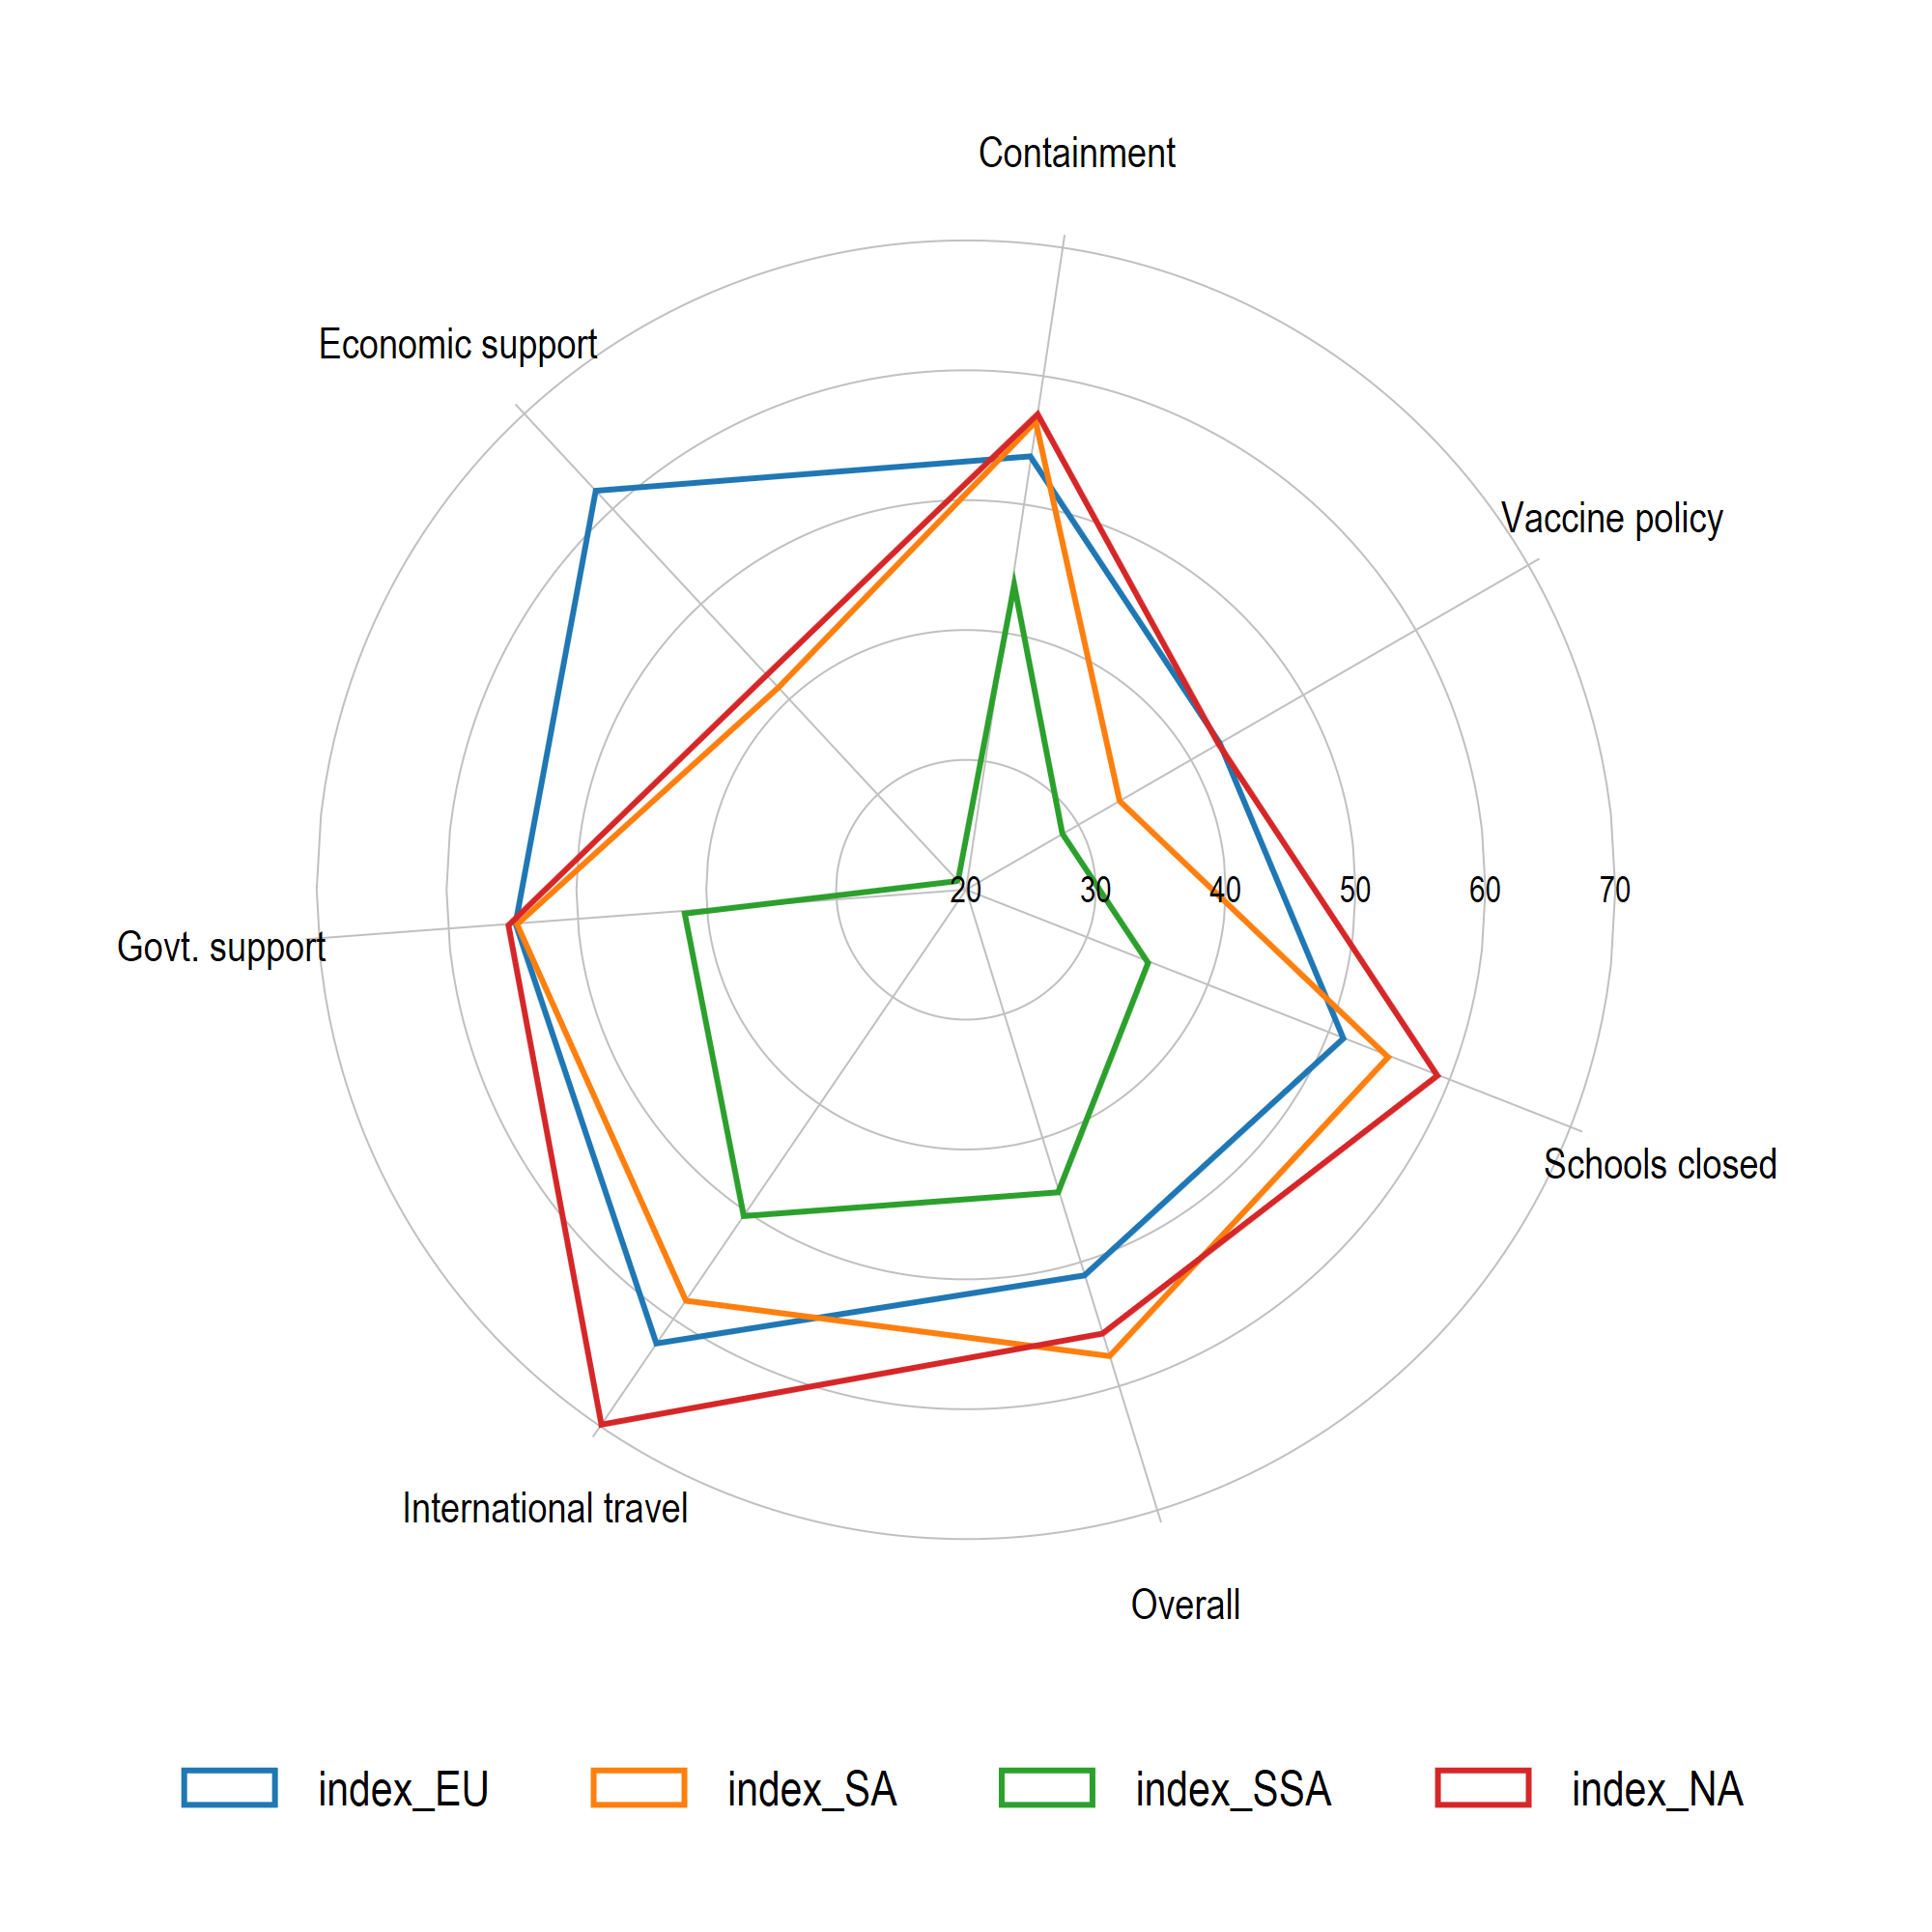 Containment
Economic support
Vaccine policy
20 30 40 50 60 70
Govt. support
Schools closed
International travel
Overall
index_EU index_SA index_SSA index_NA